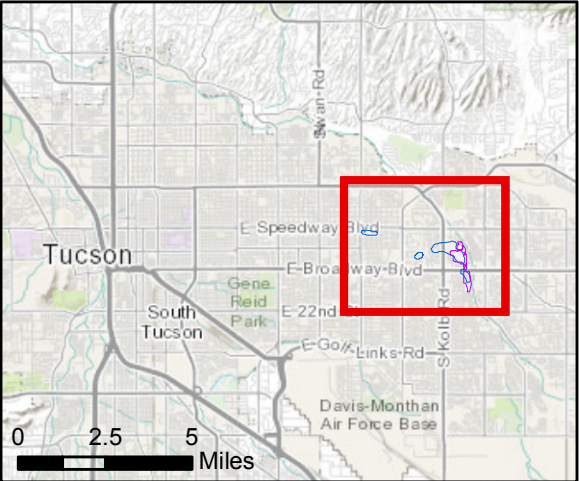 Swan-Rd
E Speedway Blvd
Tucson
E-Broadway-Blvd
Gene
Reid
Park
South
Tucson
E 22nd St
E-Golf-Links-Rd
S-Kolb-Rd
Davis-Monthan
Air Force Base
0 2.5 5
Miles